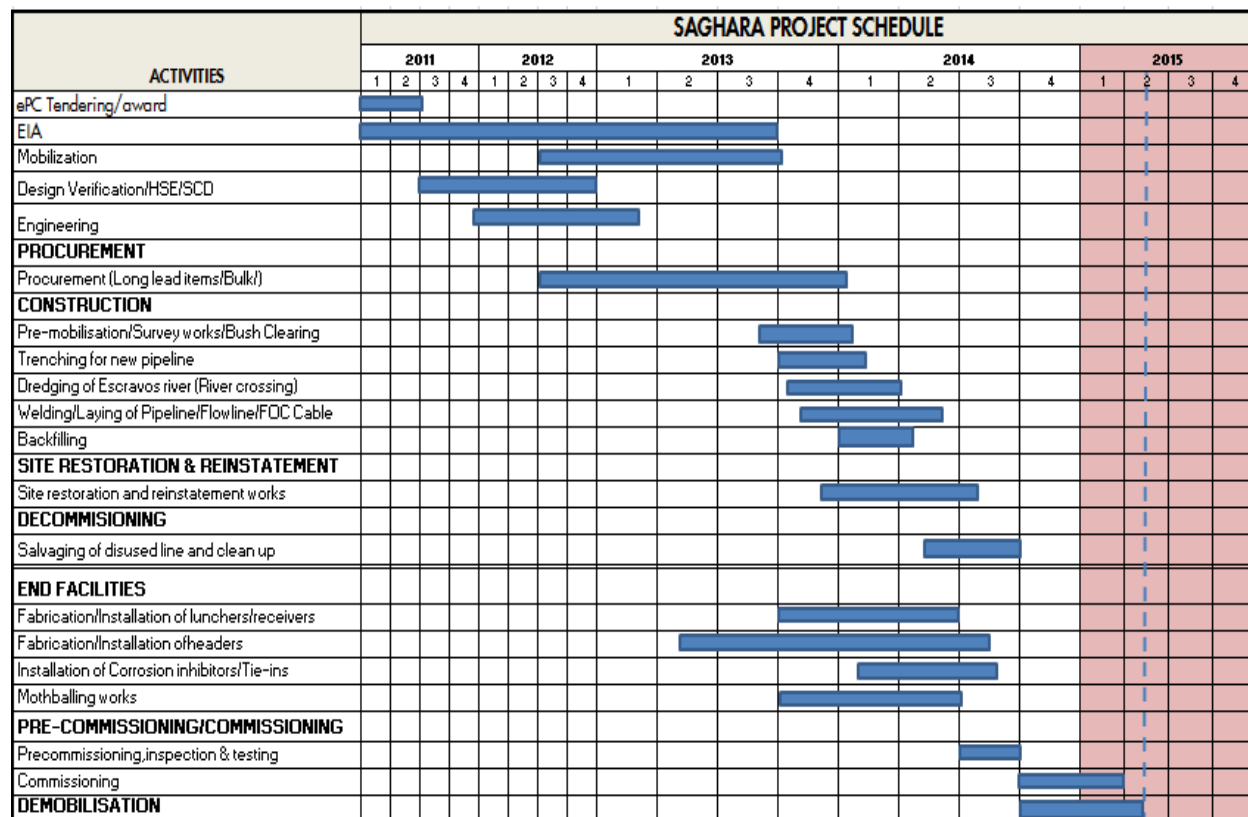 SAGHARA PROJECT SCHEDULE
ACTIVITIES
2011 2012 2013 2014 2015
1 2 3 4 1 2 3 4 1 2 3 4 1 2 3 4 1 2 3 4
ePC Tendering/award
EIA
Mobilization
Design Verification/HSE/SCD
Engineering
PROCUREMENT
Procurement (Long lead items/Bulk/)
CONSTRUCTION
Pre-mobilisation/Survey works/Bush Clearing
Trenching for new pipeline
Dredging of Escravos river (River crossing)
Welding/Laying of Pipeline/Flowline/FOC Cable
Backfilling
SITE RESTORATION & REINSTATEMENT
Site restoration and reinstatement works
DECOMMISIONING
Salvaging of disused line and clean up
END FACILITIES
Fabrication/Installation of lunchers/receivers
Fabrication/Installation ofheaders
Installation of Corrosion inhibitors/Tie-ins
Mothballing works
PRE-COMMISSIONING/COMMISSIONING
Precommissioning,inspection & testing
Commissioning
DEMOBILISATION